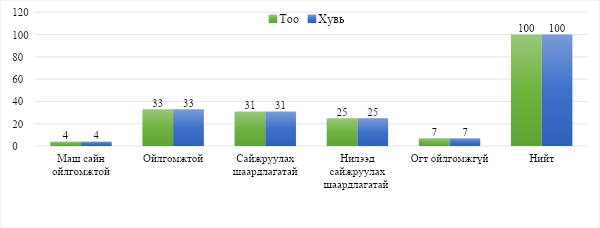 120
100
80
60
40
20
0
Тоо Хувь
4 4
33 33
31 31
25 25
7 7
100 100
Маш сайн
ойлгомжтой
Ойлгомжтой
Сайжруулах
шаардлагатай
Нилээд
сайжруулах
шаардлагатай
Огт ойлгомжгүй
Нийт